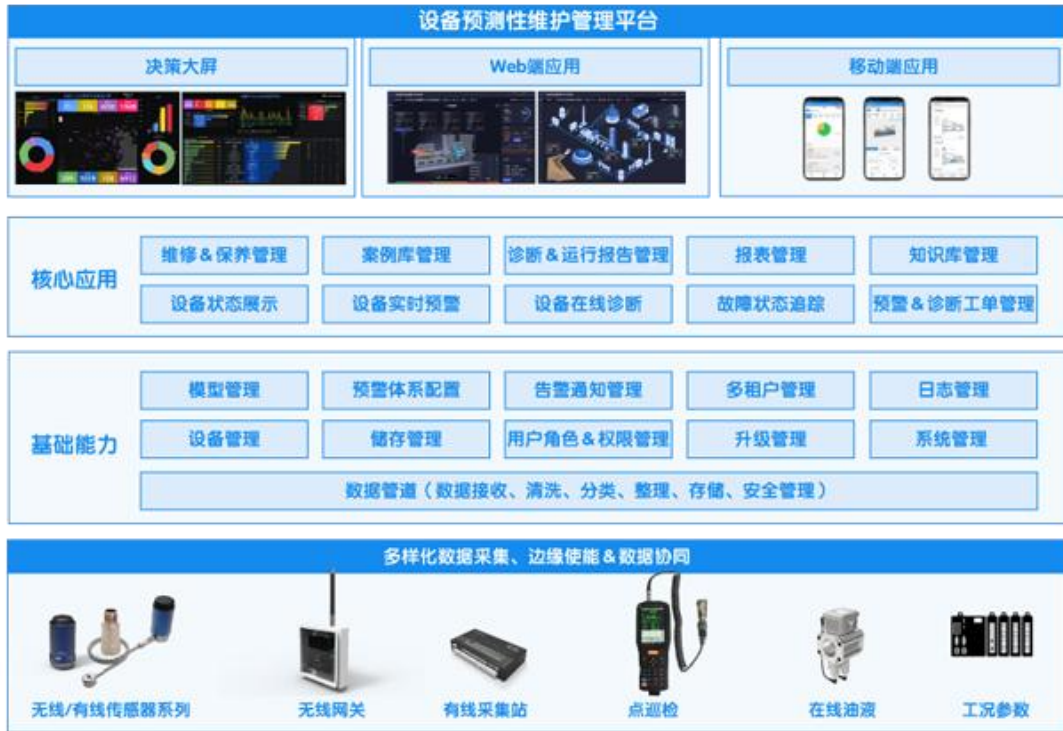 设备预测性维护管理平台
决策大屏
Web端应用
移动端应用
核心应用
维修&保养管理
案例库管理
诊断&运行报告管理
报表管理
知识库管理
设备状态展示
设备实时预警
设备在线诊断
故障状态追踪
预警&诊断工单管理
基础能力
模型管理
预警体系配置
告警通知管理
多租户管理
日志管理
设备管理
储存管理
用户角色&权限管理
升级管理
系统管理
数据管道（数据接收、清洗、分类、整理、存储、安全管理）
多样化数据采集、边缘使能&数据协同
无线/有线传感器系列
无线网关
有线采集站
点巡检
在线油液
工况参数